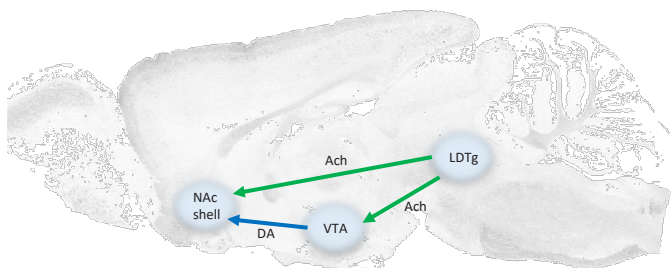 Ach
LDTg
NAc
shell
Ach
DA
VTA